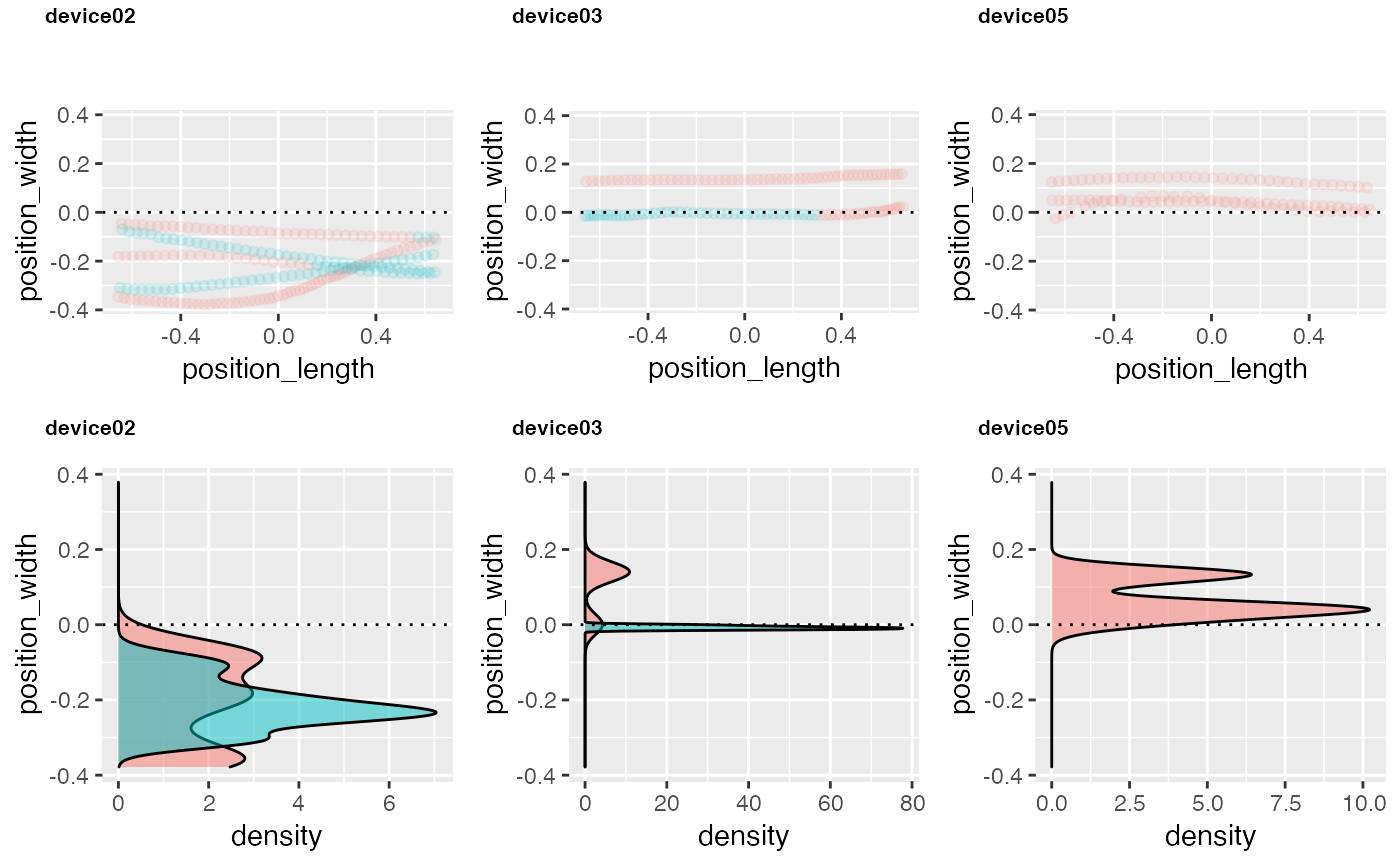 device02 device03 device05
0.4 0.4 0.4
0.2 0.2 0.2
0.0 0.0 0.0
-0.2 -0.2 -0.2
-0.4 -0.4 -0.4
position_width position_width position_width
-0.4 0.0 0.4 -0.4 0.0 0.4 -0.4 0.0 0.4
position_length position_length position_length
device02 device03 device05
0.4 0.4 0.4
0.2 0.2 0.2
0.0 0.0 0.0
-0.2 -0.2 -0.2
-0.4 -0.4 -0.4
position_width position_width position_width
0 2 4 6 0 20 40 60 80 0.0 2.5 5.0 7.5 10.0
density density density